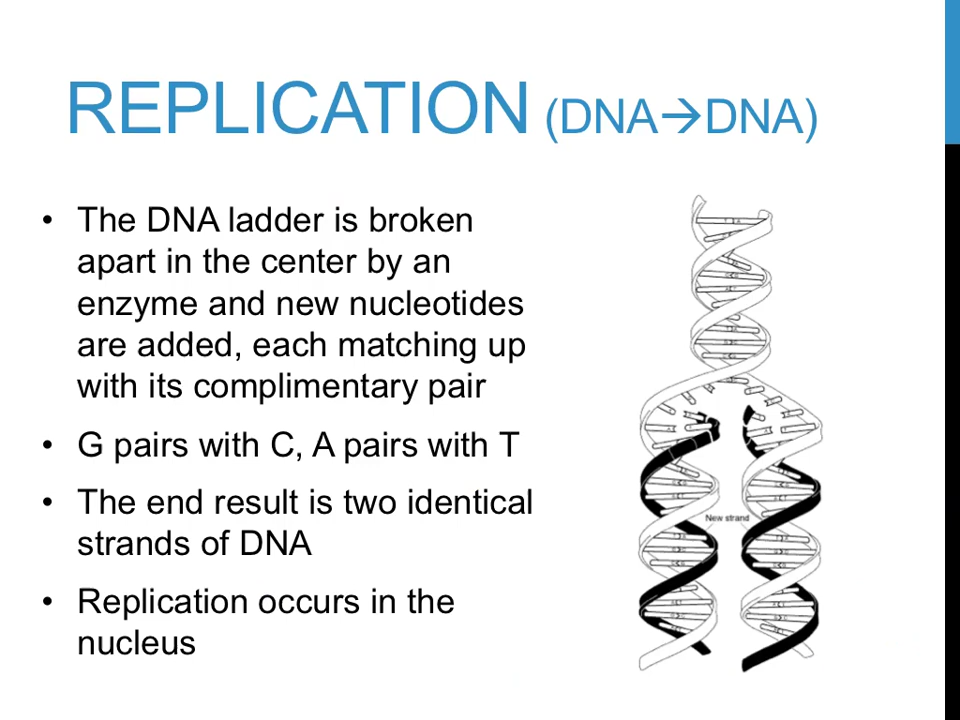 REPLICATION (DNA→DNA)
• The DNA ladder is broken
apart in the center by an
enzyme and new nucleotides
are added, each matching up
with its complimentary pair
• G pairs with C, A pairs with T
• The end result is two identical
strands of DNA
• Replication occurs in the
nucleus
New strand